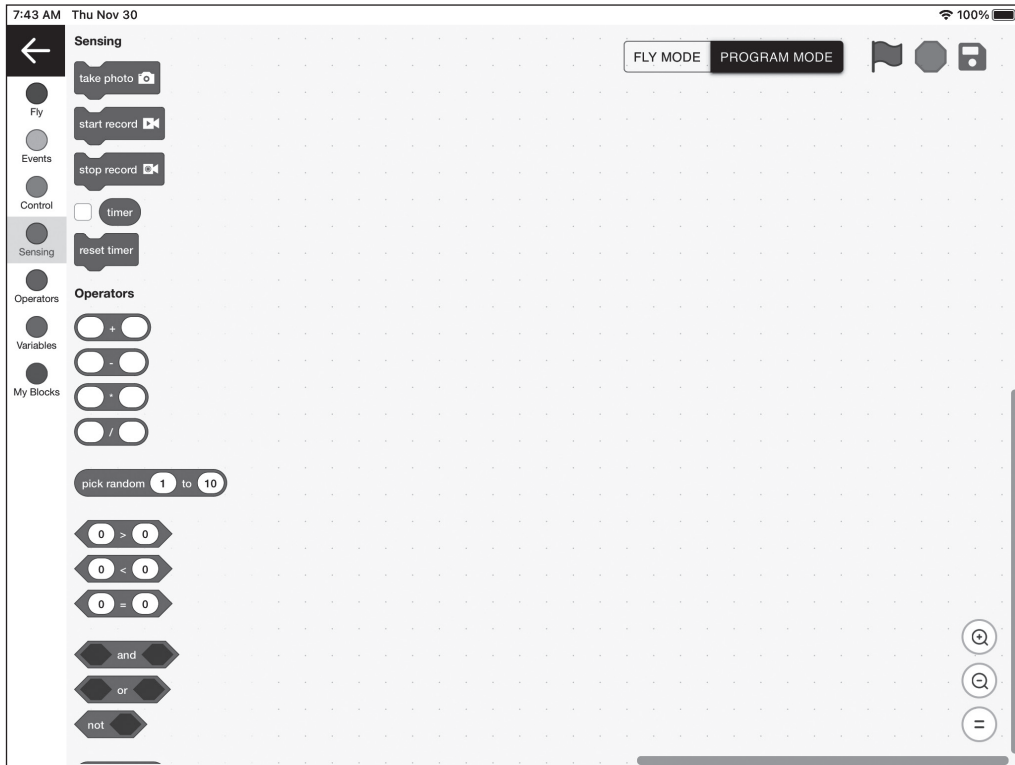 7:43 AM Thu Nov 30
100%
FLY MODE PROGRAM MODE
Fly
Events
Control
Sensing
Operators
Variables
My Blocks
Sensing
take photo
start record
stop record
timer
reset timer
Operators
+
-
*
/
pick random 1 to 10
0 > 0
0 < 0
0 = 0
and
or
not
=